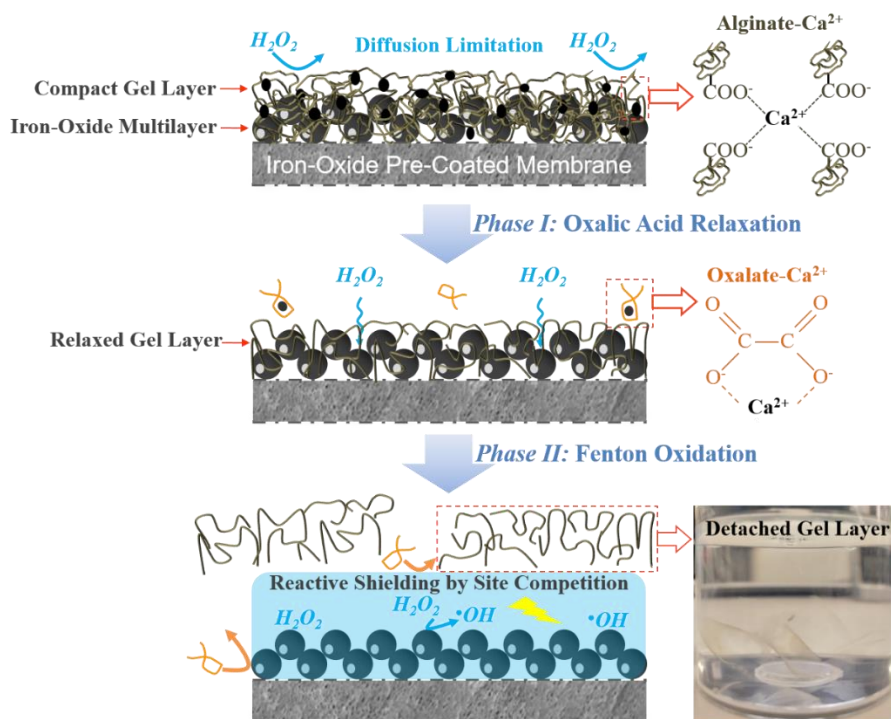 H₂O₂
Diffusion Limitation
H₂O₂
Alginate-Ca²⁺
Compact Gel Layer
Iron-Oxide Multilayer
Iron-Oxide Pre-Coated Membrane
C
COO⁻
C
COO⁻
Ca²⁺
C
COO⁻
C
COO⁻
Phase I: Oxalic Acid Relaxation
H₂O₂
H₂O₂
Oxalate-Ca²⁺
Relaxed Gel Layer
O
O
C
C
O⁻
O⁻
Ca²⁺
Phase II: Fenton Oxidation
Detached Gel Layer
Reactive Shielding by Site Competition
H₂O₂
H₂O₂
•OH
•OH